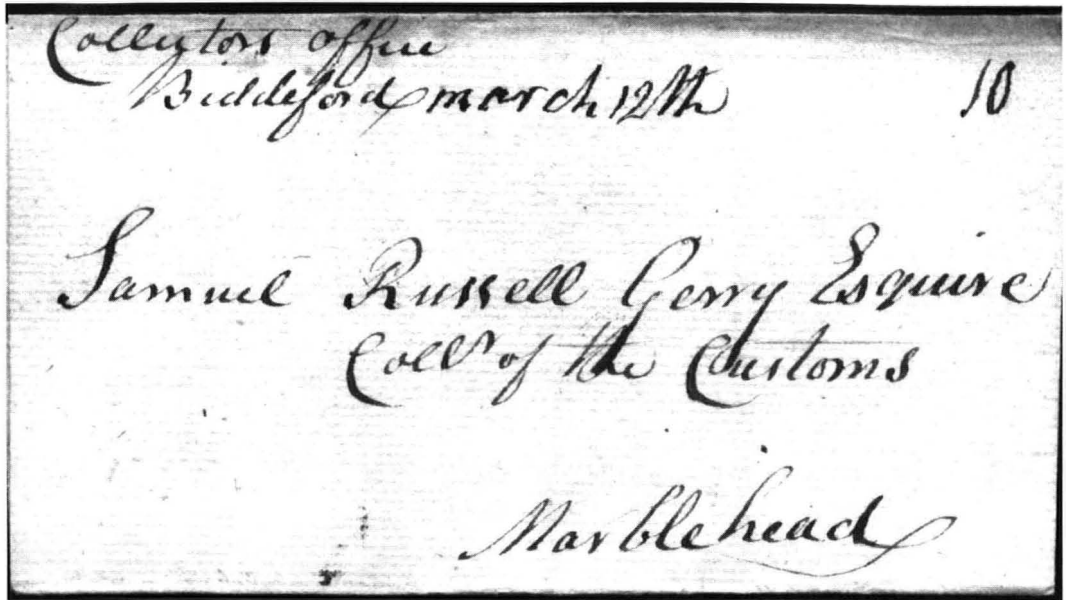 Collectors office
Biddeford march 12th 10
Samuel Russell Gerry Esquire
Collr of the Customs
Marblehead